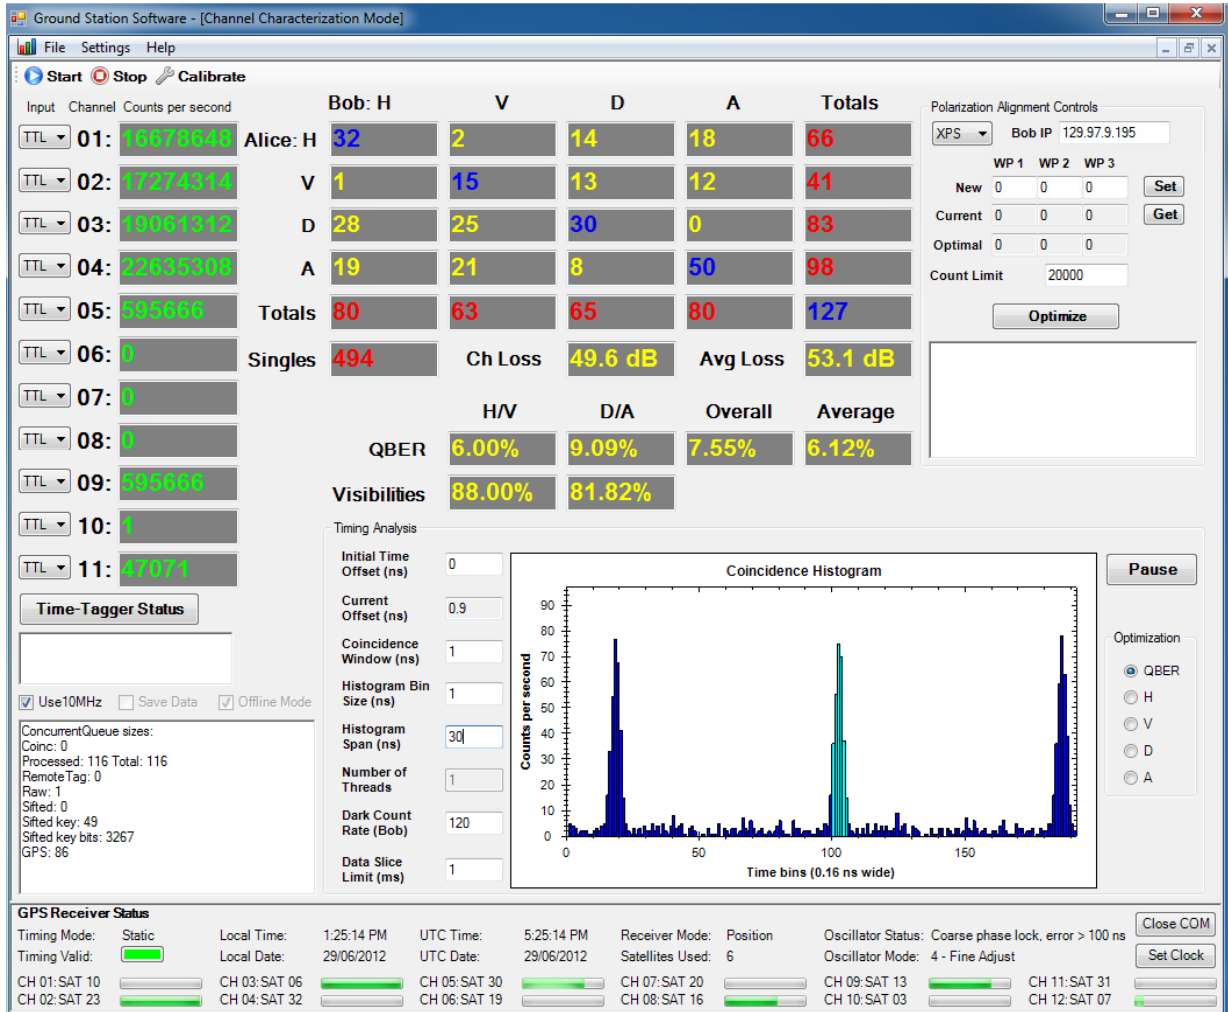 Ground Station Software - [Channel Characterization Mode]
File Settings Help
Start Stop Calibrate
Input Channel Counts per second
TTL 01: 16678648
TTL 02: 17274314
TTL 03: 19061312
TTL 04: 22635308
TTL 05: 595666
TTL 06: 0
TTL 07: 0
TTL 08: 0
TTL 09: 595666
TTL 10: 1
TTL 11: 47071
Time-Tagger Status
Use10MHz Save Data Offline Mode
ConcurrentQueue sizes:
Coinc: 0
Processed: 116 Total: 116
RemoteTag: 0
Raw: 1
Sifted: 0
Sifted key: 49
Sifted key bits: 3267
GPS: 86
Bob: H V D A Totals
Alice: H 32 2 14 18 66
V 1 15 13 12 41
D 28 25 30 0 83
A 19 21 8 50 98
Totals 80 63 65 80 127
Singles 494 Ch Loss 49.6 dB Avg Loss 53.1 dB
H/V D/A Overall Average
QBER 6.00% 9.09% 7.55% 6.12%
Visibilities 88.00% 81.82%
Polarization Alignment Controls
XPS Bob IP 129.97.9.195
WP 1 WP 2 WP 3
New 0 0 0 Set
Current 0 0 0 Get
Optimal 0 0 0
Count Limit 20000
Optimize
Timing Analysis
Initial Time
Offset (ns) 0
Current
Offset (ns) 0.9
Coincidence
Window (ns) 1
Histogram Bin
Size (ns) 1
Histogram
Span (ns) 30
Number of
Threads 1
Dark Count
Rate (Bob) 120
Data Slice
Limit (ms) 1
Coincidence Histogram
Counts per second
90
80
70
60
50
40
30
20
10
0
0 50 100 150
Time bins (0.16 ns wide)
Pause
Optimization
QBER
H
V
D
A
GPS Receiver Status
Timing Mode: Static Local Time: 1:25:14 PM UTC Time: 5:25:14 PM Receiver Mode: Position Oscillator Status: Coarse phase lock, error > 100 ns Close COM
Timing Valid: Local Date: 29/06/2012 UTC Date: 29/06/2012 Satellites Used: 6 Oscillator Mode: 4 - Fine Adjust Set Clock
CH 01: SAT 10 CH 03: SAT 06 CH 05: SAT 30 CH 07: SAT 20 CH 09: SAT 13 CH 11: SAT 31
CH 02: SAT 23 CH 04: SAT 32 CH 06: SAT 19 CH 08: SAT 16 CH 10: SAT 03 CH 12: SAT 07